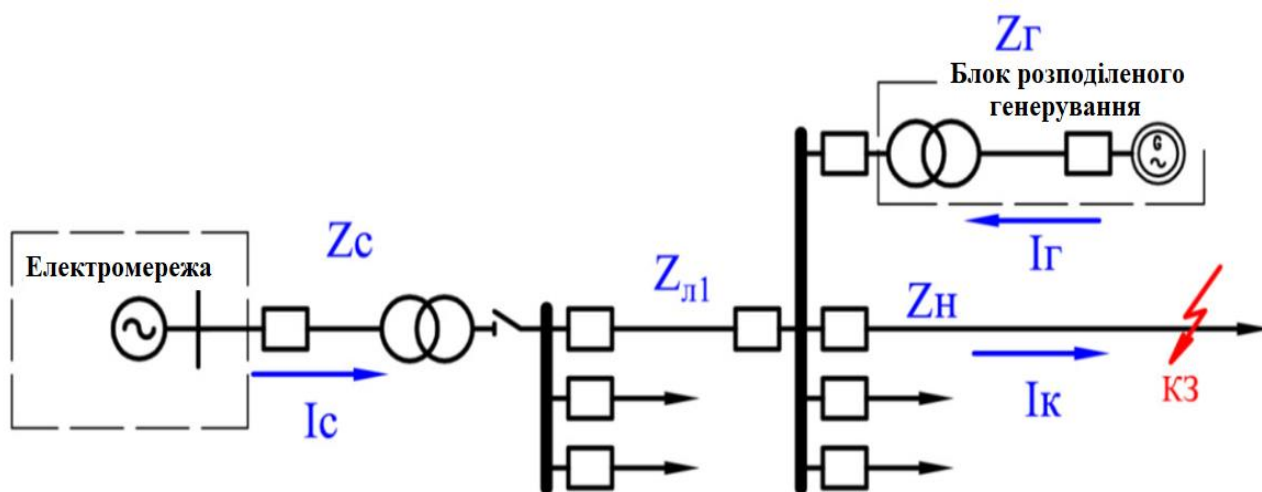 Zг
Блок розподіленого
генерування
G
Iг
Zс
Електромережа
Zл1
Zн
Iс
Iк
КЗ